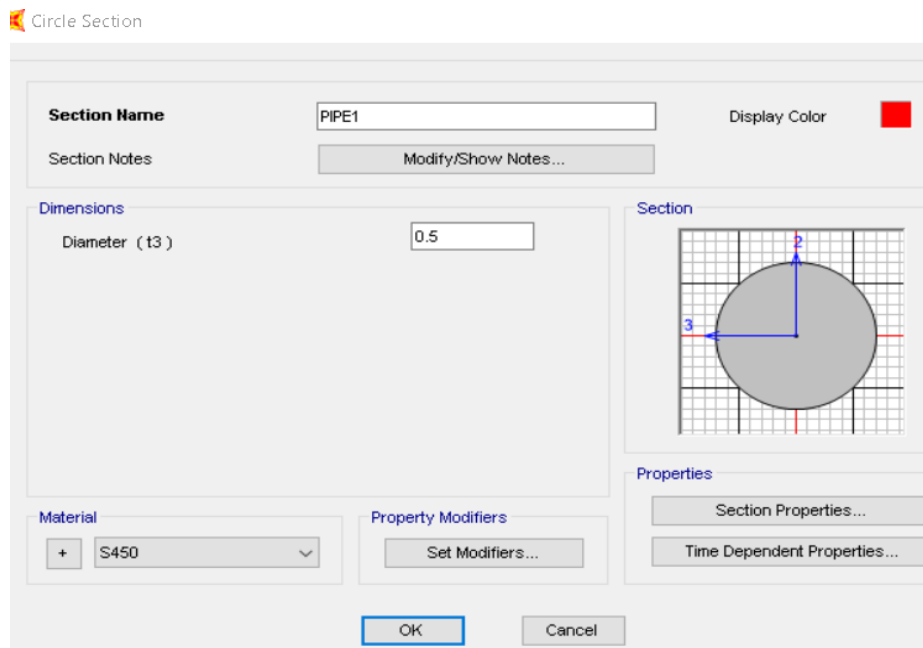 Circle Section
Section Name PIPE1 Display Color
Section Notes Modify/Show Notes...
Dimensions
Diameter ( t3 ) 0.5
Section
2
3
Properties
Section Properties...
Time Dependent Properties...
Material
+ S450
Property Modifiers
Set Modifiers...
OK Cancel